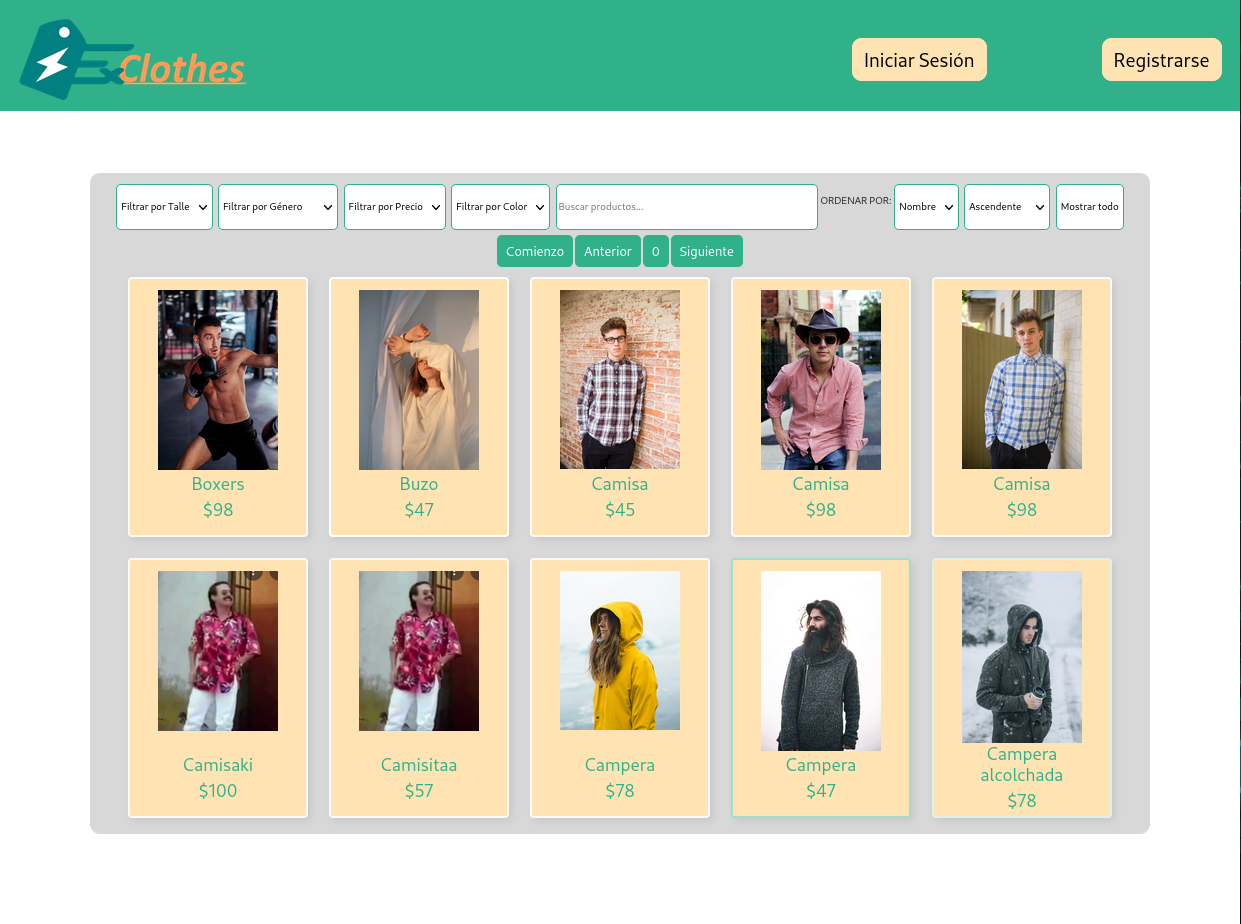 ExClothes
Iniciar Sesión
Registrarse
Filtrar por Talle
Filtrar por Género
Filtrar por Precio
Filtrar por Color
Buscar productos...
ORDENAR POR:
Nombre
Ascendente
Mostrar todo
Comienzo
Anterior
0
Siguiente
Boxers
$98
Buzo
$47
Camisa
$45
Camisa
$98
Camisa
$98
Camisaki
$100
Camisitaa
$57
Campera
$78
Campera
$47
Campera
alcolchada
$78